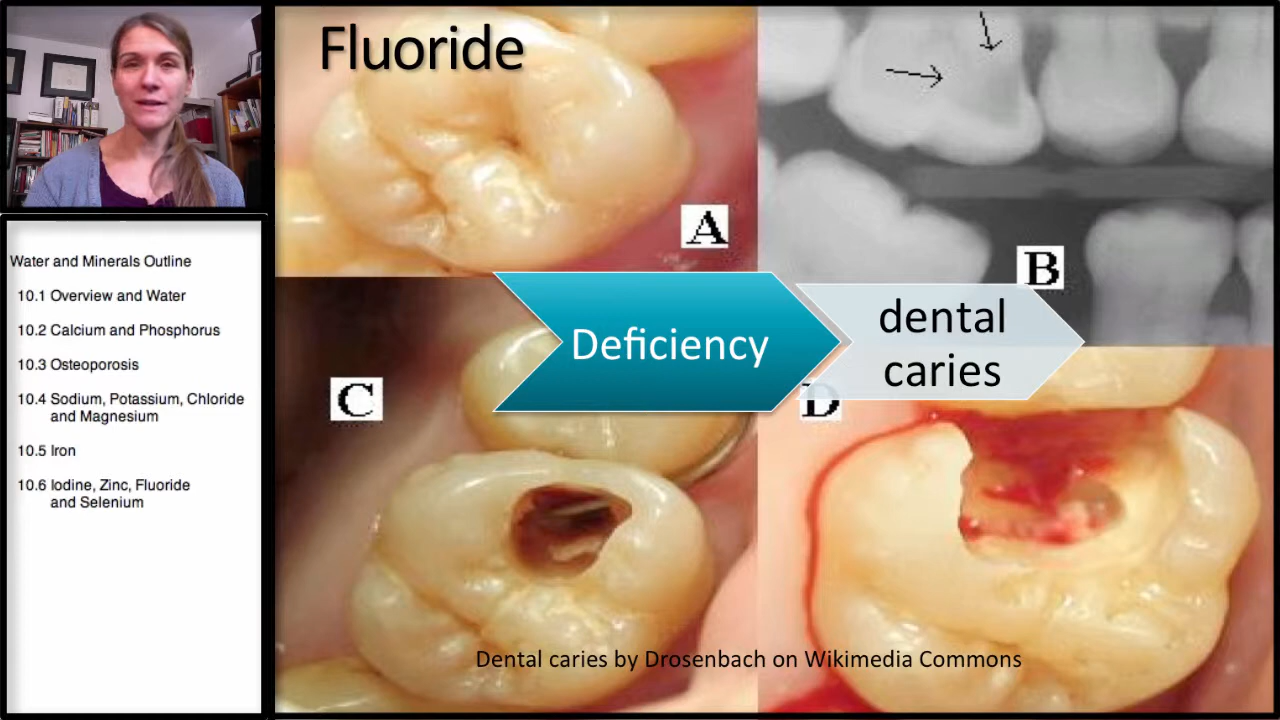 Fluoride
A
B
Deficiency
dental
caries
C
D
Dental caries by Drosenbach on Wikimedia Commons
Water and Minerals Outline
10.1 Overview and Water
10.2 Calcium and Phosphorus
10.3 Osteoporosis
10.4 Sodium, Potassium, Chloride
and Magnesium
10.5 Iron
10.6 Iodine, Zinc, Fluoride
and Selenium